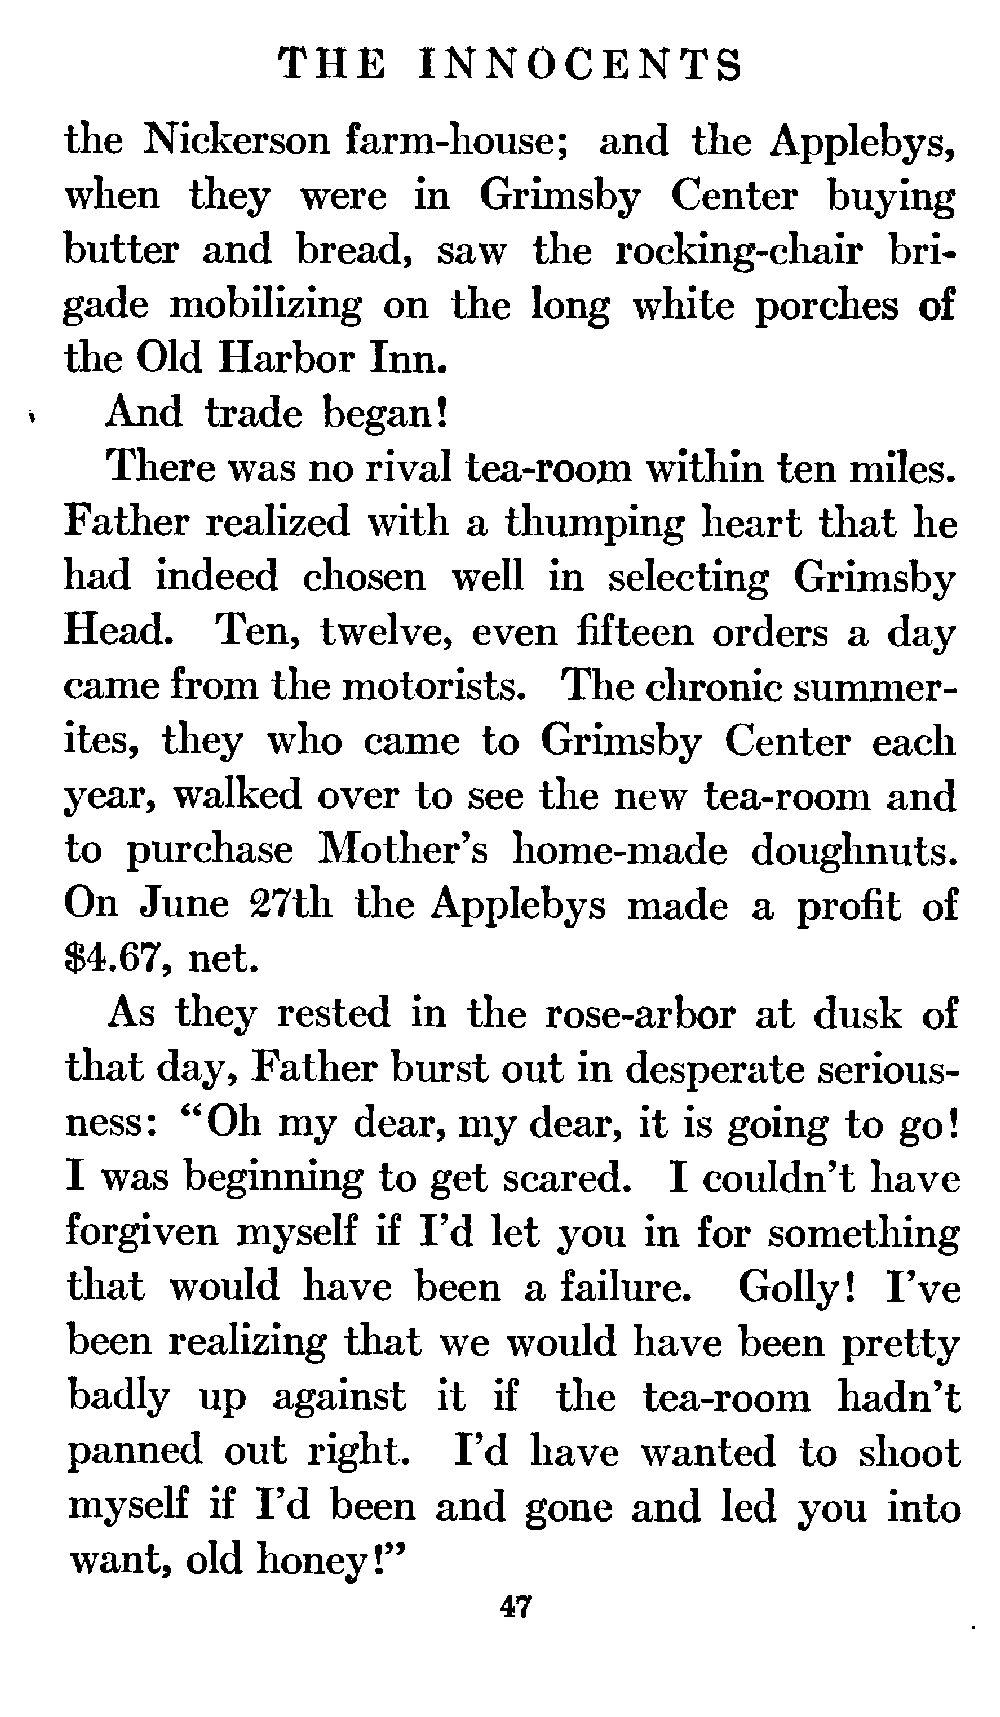 THE INNOCENTS
the Nickerson farm-house; and the Applebys,
when they were in Grimsby Center buying
butter and bread, saw the rocking-chair bri-
gade mobilizing on the long white porches of
the Old Harbor Inn.
And trade began!
There was no rival tea-room within ten miles.
Father realized with a thumping heart that he
had indeed chosen well in selecting Grimsby
Head. Ten, twelve, even fifteen orders a day
came from the motorists. The chronic summer-
ites, they who came to Grimsby Center each
year, walked over to see the new tea-room and
to purchase Mother's home-made doughnuts.
On June 27th the Applebys made a profit of
$4.67, net.
As they rested in the rose-arbor at dusk of
that day, Father burst out in desperate serious-
ness: "Oh my dear, my dear, it is going to go!
I was beginning to get scared. I couldn't have
forgiven myself if I'd let you in for something
that would have been a failure. Golly! I've
been realizing that we would have been pretty
badly up against it if the tea-room hadn't
panned out right. I'd have wanted to shoot
myself if I'd been and gone and led you into
want, old honey!"
47